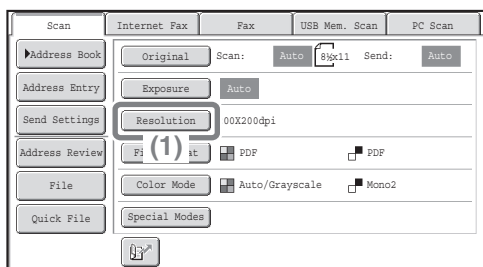 Scan Internet Fax Fax USB Mem. Scan PC Scan
Address Book Original Scan: Auto 8½x11 Send: Auto
Address Entry Exposure Auto
Send Settings Resolution 00X200dpi
(1)
Address Review PDF PDF
File Color Mode Auto/Grayscale Mono2
Quick File Special Modes